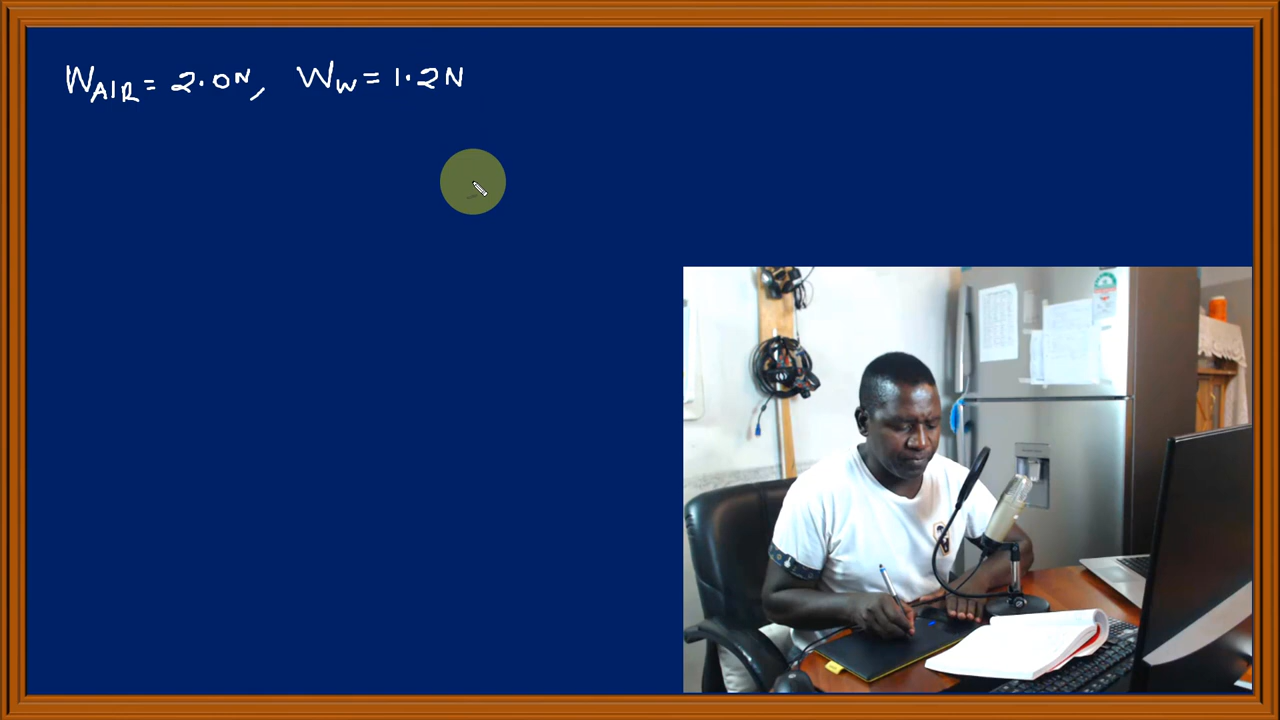 WAIR = 2.0N, WW = 1.2N